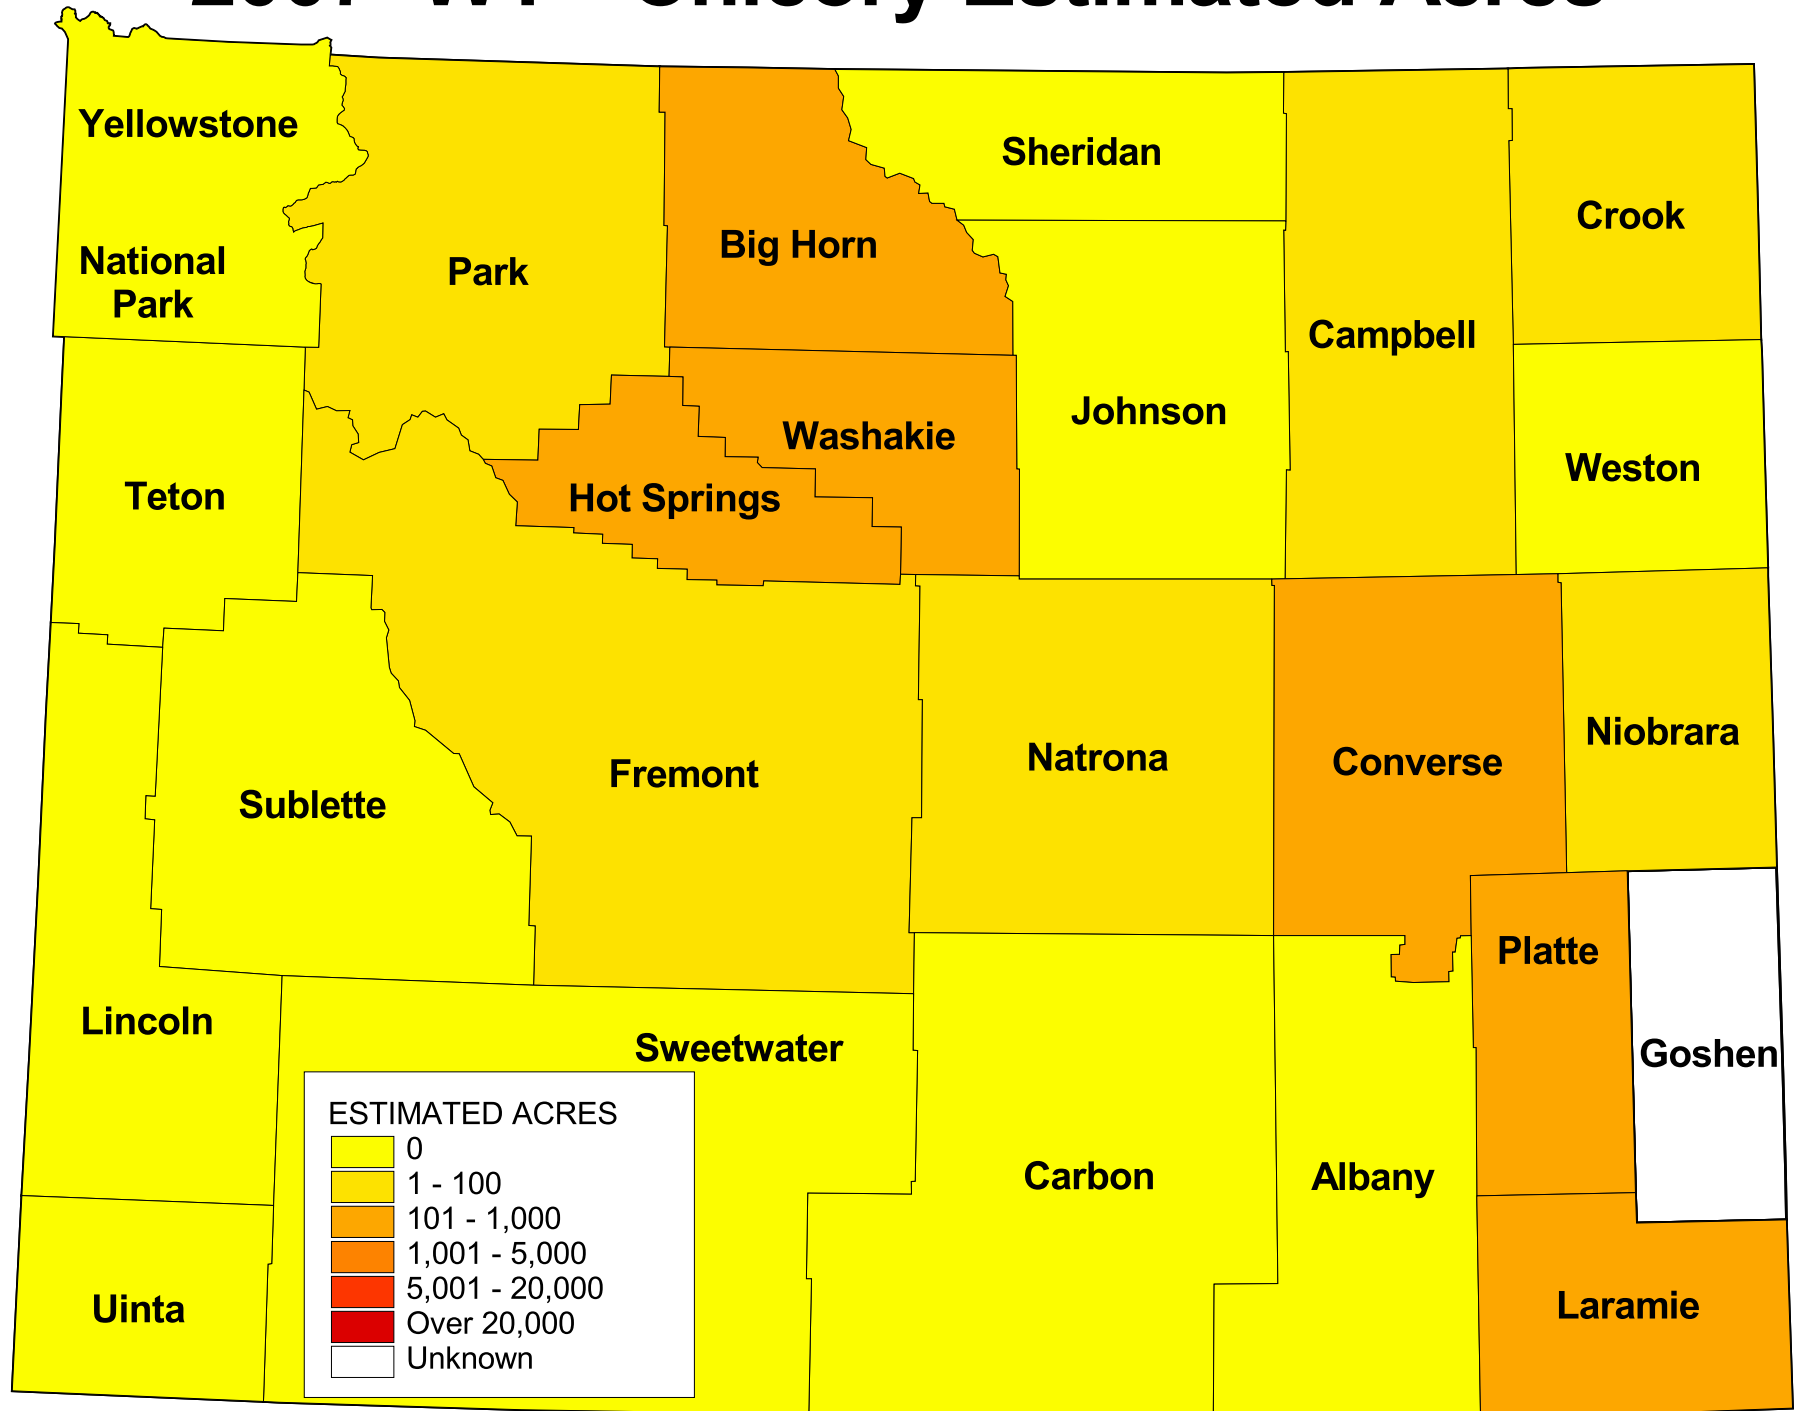 Estimated Acres
Yellowstone
National
Park
Park
Big Horn
Sheridan
Campbell
Crook
Teton
Hot Springs
Washakie
Johnson
Weston
Sublette
Fremont
Natrona
Converse
Niobrara
Lincoln
Sweetwater
Carbon
Albany
Platte
Goshen
Uinta
Laramie
ESTIMATED ACRES
0
1 - 100
101 - 1,000
1,001 - 5,000
5,001 - 20,000
Over 20,000
Unknown